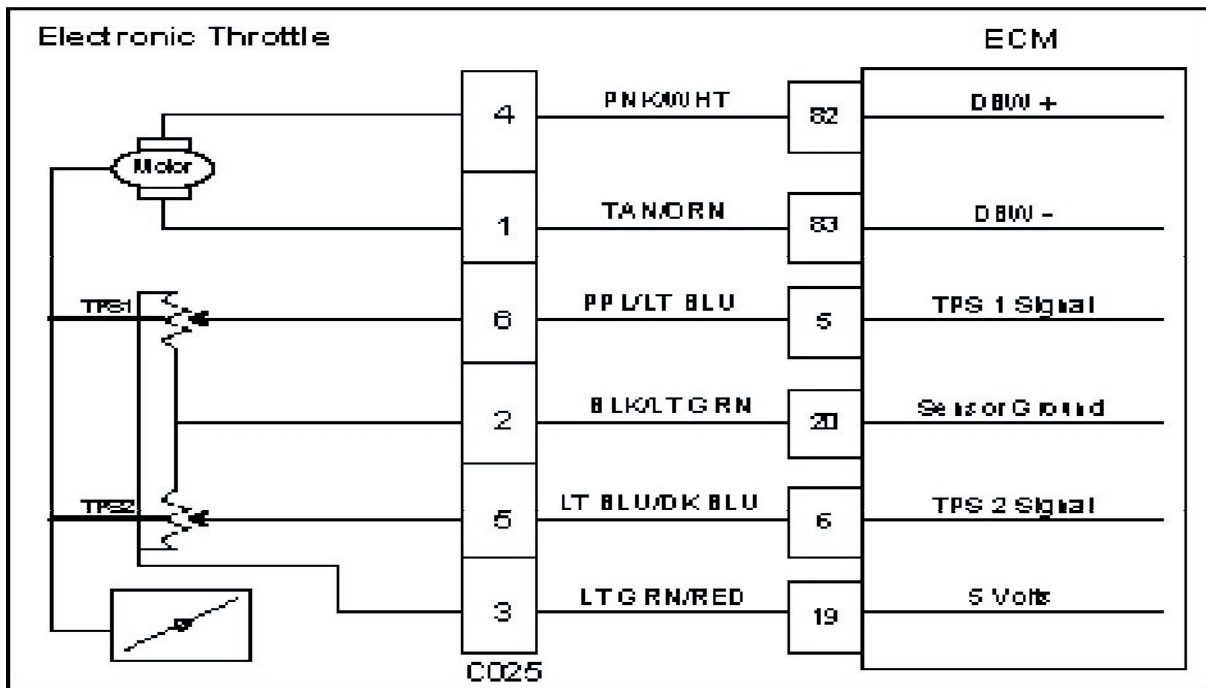 Electronic Throttle
ECM
4
PNK/WHT
82
DBW +
Motor
1
TAN/ORN
83
DBW -
TPS1
6
PPL/LT BLU
5
TPS 1 Signal
2
BLK/LT GRN
20
Sensor Ground
TPS2
5
LT BLU/DK BLU
6
TPS 2 Signal
3
LT GRN/RED
19
5 Volts
C025